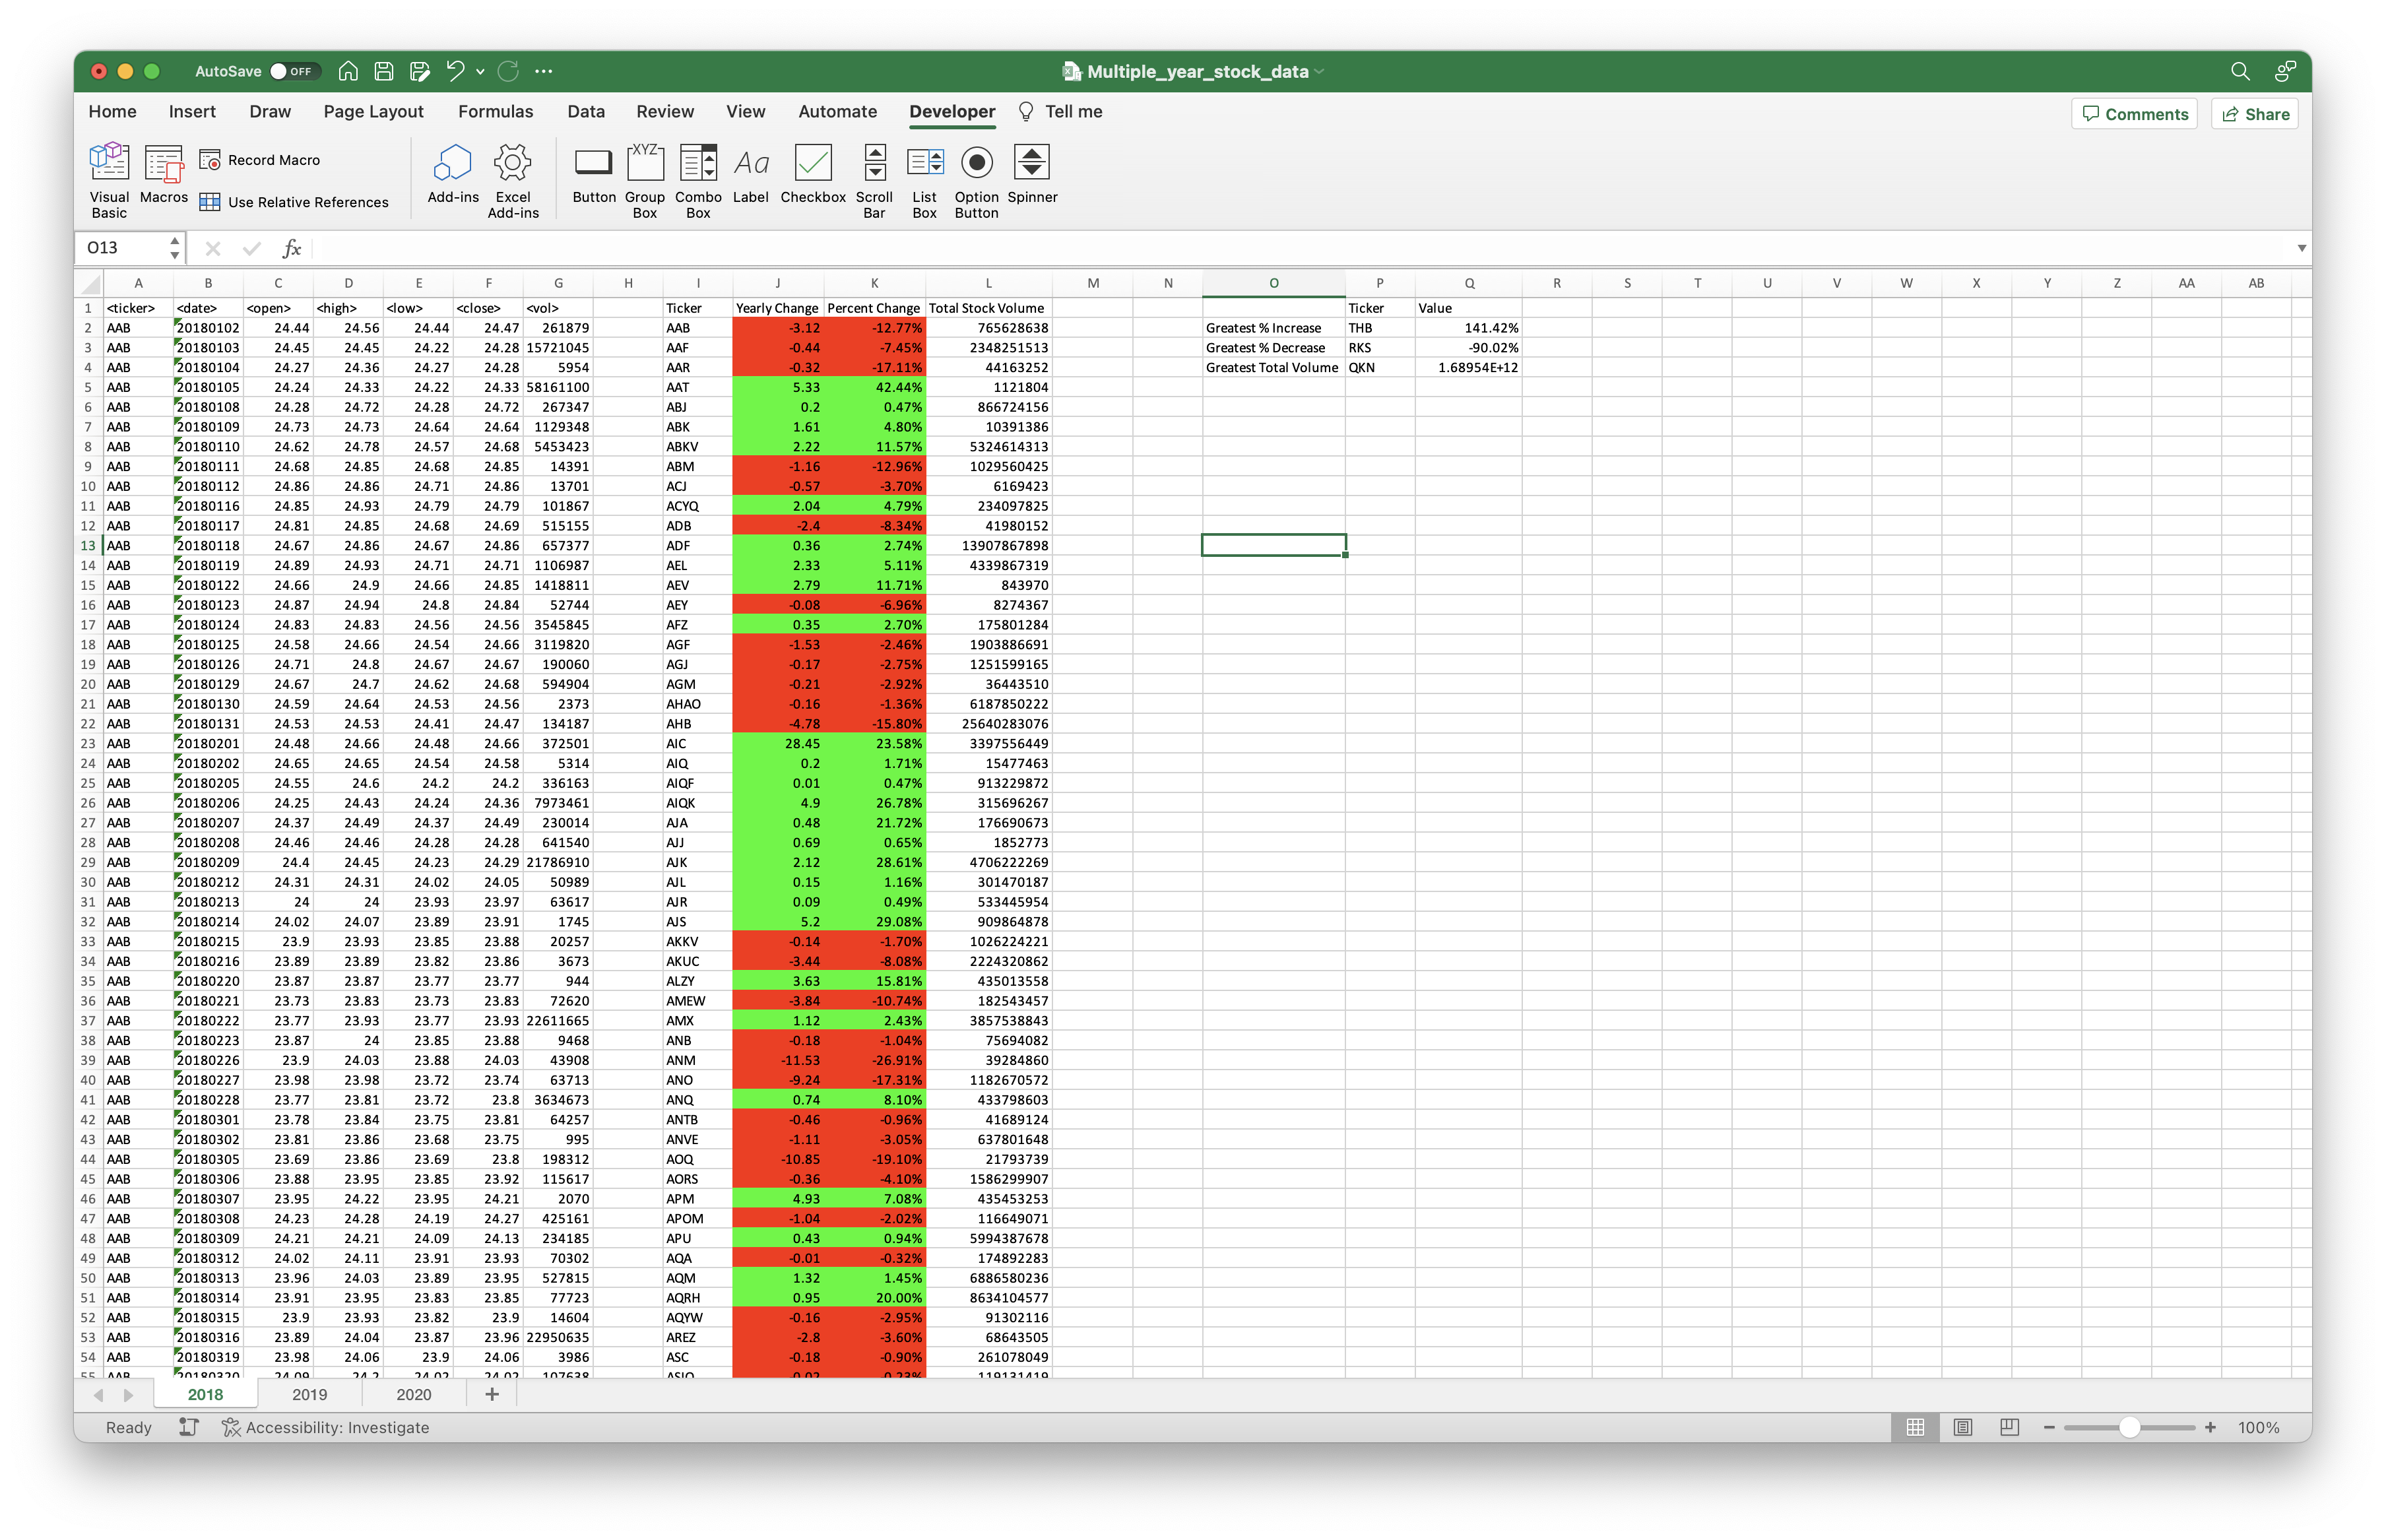 AutoSave OFF Multiple_year_stock_data
Home Insert Draw Page Layout Formulas Data Review View Automate Developer Tell me Comments Share
Visual Basic Macros Record Macro Use Relative References Add-ins Excel Add-ins Button Group Box Combo Box Label Checkbox Scroll Bar List Box Option Button Spinner
XYZ Aa
O13 fx
A B C D E F G H I J K L M N O P Q R S T U V W X Y Z AA AB
1 <ticker> <date> <open> <high> <low> <close> <vol> Ticker Yearly Change Percent Change Total Stock Volume Ticker Value
2 AAB 20180102 24.44 24.56 24.44 24.47 261879 AAB -3.12 -12.77% 765628638 Greatest % Increase THB 141.42%
3 AAB 20180103 24.45 24.45 24.22 24.28 15721045 AAF -0.44 -7.45% 2348251513 Greatest % Decrease RKS -90.02%
4 AAB 20180104 24.27 24.36 24.27 24.28 5954 AAR -0.32 -17.11% 44163252 Greatest Total Volume QKN 1.68954E+12
5 AAB 20180105 24.24 24.33 24.22 24.33 58161100 AAT 5.33 42.44% 1121804
6 AAB 20180108 24.28 24.72 24.28 24.72 267347 ABJ 0.2 0.47% 866724156
7 AAB 20180109 24.73 24.73 24.64 24.64 1129348 ABK 1.61 4.80% 10391386
8 AAB 20180110 24.62 24.78 24.57 24.68 5453423 ABKV 2.22 11.57% 5324614313
9 AAB 20180111 24.68 24.85 24.68 24.85 14391 ABM -1.16 -12.96% 1029560425
10 AAB 20180112 24.86 24.86 24.71 24.86 13701 ACJ -0.57 -3.70% 6169423
11 AAB 20180116 24.85 24.93 24.79 24.79 101867 ACYQ 2.04 4.79% 234097825
12 AAB 20180117 24.81 24.85 24.68 24.69 515155 ADB -2.4 -8.34% 41980152
13 AAB 20180118 24.67 24.86 24.67 24.86 657377 ADF 0.36 2.74% 13907867898
14 AAB 20180119 24.89 24.93 24.71 24.71 1106987 AEL 2.33 5.11% 4339867319
15 AAB 20180122 24.66 24.9 24.66 24.85 1418811 AEV 2.79 11.71% 843970
16 AAB 20180123 24.87 24.94 24.8 24.84 52744 AEY -0.08 -6.96% 8274367
17 AAB 20180124 24.83 24.83 24.56 24.56 3545845 AFZ 0.35 2.70% 175801284
18 AAB 20180125 24.58 24.66 24.54 24.66 3119820 AGF -1.53 -2.46% 1903886691
19 AAB 20180126 24.71 24.8 24.67 24.67 190060 AGJ -0.17 -2.75% 1251599165
20 AAB 20180129 24.67 24.7 24.62 24.68 594904 AGM -0.21 -2.92% 36443510
21 AAB 20180130 24.59 24.64 24.53 24.56 2373 AHAO -0.16 -1.36% 6187850222
22 AAB 20180131 24.53 24.53 24.41 24.47 134187 AHB -4.78 -15.80% 25640283076
23 AAB 20180201 24.48 24.66 24.48 24.66 372501 AIC 28.45 23.58% 3397556449
24 AAB 20180202 24.65 24.65 24.54 24.58 5314 AIQ 0.2 1.71% 15477463
25 AAB 20180205 24.55 24.6 24.2 24.2 336163 AIQF 0.01 0.47% 913229872
26 AAB 20180206 24.25 24.43 24.24 24.36 7973461 AIQK 4.9 26.78% 315696267
27 AAB 20180207 24.37 24.49 24.37 24.49 230014 AJA 0.48 21.72% 176690673
28 AAB 20180208 24.46 24.46 24.28 24.28 641540 AJJ 0.69 0.65% 1852773
29 AAB 20180209 24.4 24.45 24.23 24.29 21786910 AJK 2.12 28.61% 4706222269
30 AAB 20180212 24.31 24.31 24.02 24.05 50989 AJL 0.15 1.16% 301470187
31 AAB 20180213 24 24 23.93 23.97 63617 AJR 0.09 0.49% 533445954
32 AAB 20180214 24.02 24.07 23.89 23.91 1745 AJS 5.2 29.08% 909864878
33 AAB 20180215 23.9 23.93 23.85 23.88 20257 AKKV -0.14 -1.70% 1026224221
34 AAB 20180216 23.89 23.89 23.82 23.86 3673 AKUC -3.44 -8.08% 2224320862
35 AAB 20180220 23.87 23.87 23.77 23.77 944 ALZY 3.63 15.81% 435013558
36 AAB 20180221 23.73 23.83 23.73 23.83 72620 AMEW -3.84 -10.74% 182543457
37 AAB 20180222 23.77 23.93 23.77 23.93 22611665 AMX 1.12 2.43% 3857538843
38 AAB 20180223 23.87 24 23.85 23.88 9468 ANB -0.18 -1.04% 75694082
39 AAB 20180226 23.9 24.03 23.88 24.03 43908 ANM -11.53 -26.91% 39284860
40 AAB 20180227 23.98 23.98 23.72 23.74 63713 ANO -9.24 -17.31% 1182670572
41 AAB 20180228 23.77 23.81 23.72 23.8 3634673 ANQ 0.74 8.10% 433798603
42 AAB 20180301 23.78 23.84 23.75 23.81 64257 ANTB -0.46 -0.96% 41689124
43 AAB 20180302 23.81 23.86 23.68 23.75 995 ANVE -1.11 -3.05% 637801648
44 AAB 20180305 23.69 23.86 23.69 23.8 198312 AOQ -10.85 -19.10% 21793739
45 AAB 20180306 23.88 23.95 23.85 23.92 115617 AORS -0.36 -4.10% 1586299907
46 AAB 20180307 23.95 24.22 23.95 24.21 2070 APM 4.93 7.08% 435453253
47 AAB 20180308 24.23 24.28 24.19 24.27 425161 APOM -1.04 -2.02% 116649071
48 AAB 20180309 24.21 24.21 24.09 24.13 234185 APU 0.43 0.94% 5994387678
49 AAB 20180312 24.02 24.11 23.91 23.93 70302 AQA -0.01 -0.32% 174892283
50 AAB 20180313 23.96 24.03 23.89 23.95 527815 AQM 1.32 1.45% 6886580236
51 AAB 20180314 23.91 23.95 23.83 23.85 77723 AQRH 0.95 20.00% 8634104577
52 AAB 20180315 23.9 23.93 23.82 23.9 14604 AQYW -0.16 -2.95% 91302116
53 AAB 20180316 23.89 24.04 23.87 23.96 22950635 AREZ -2.8 -3.60% 68643505
54 AAB 20180319 23.98 24.06 23.9 24.06 3986 ASC -0.18 -0.90% 261078049
2018 2019 2020
Ready Accessibility: Investigate 100%